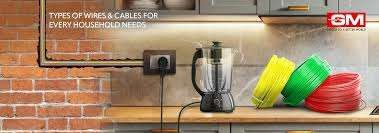 TYPES OF WIRES & CABLES FOR
EVERY HOUSEHOLD NEEDS
GM